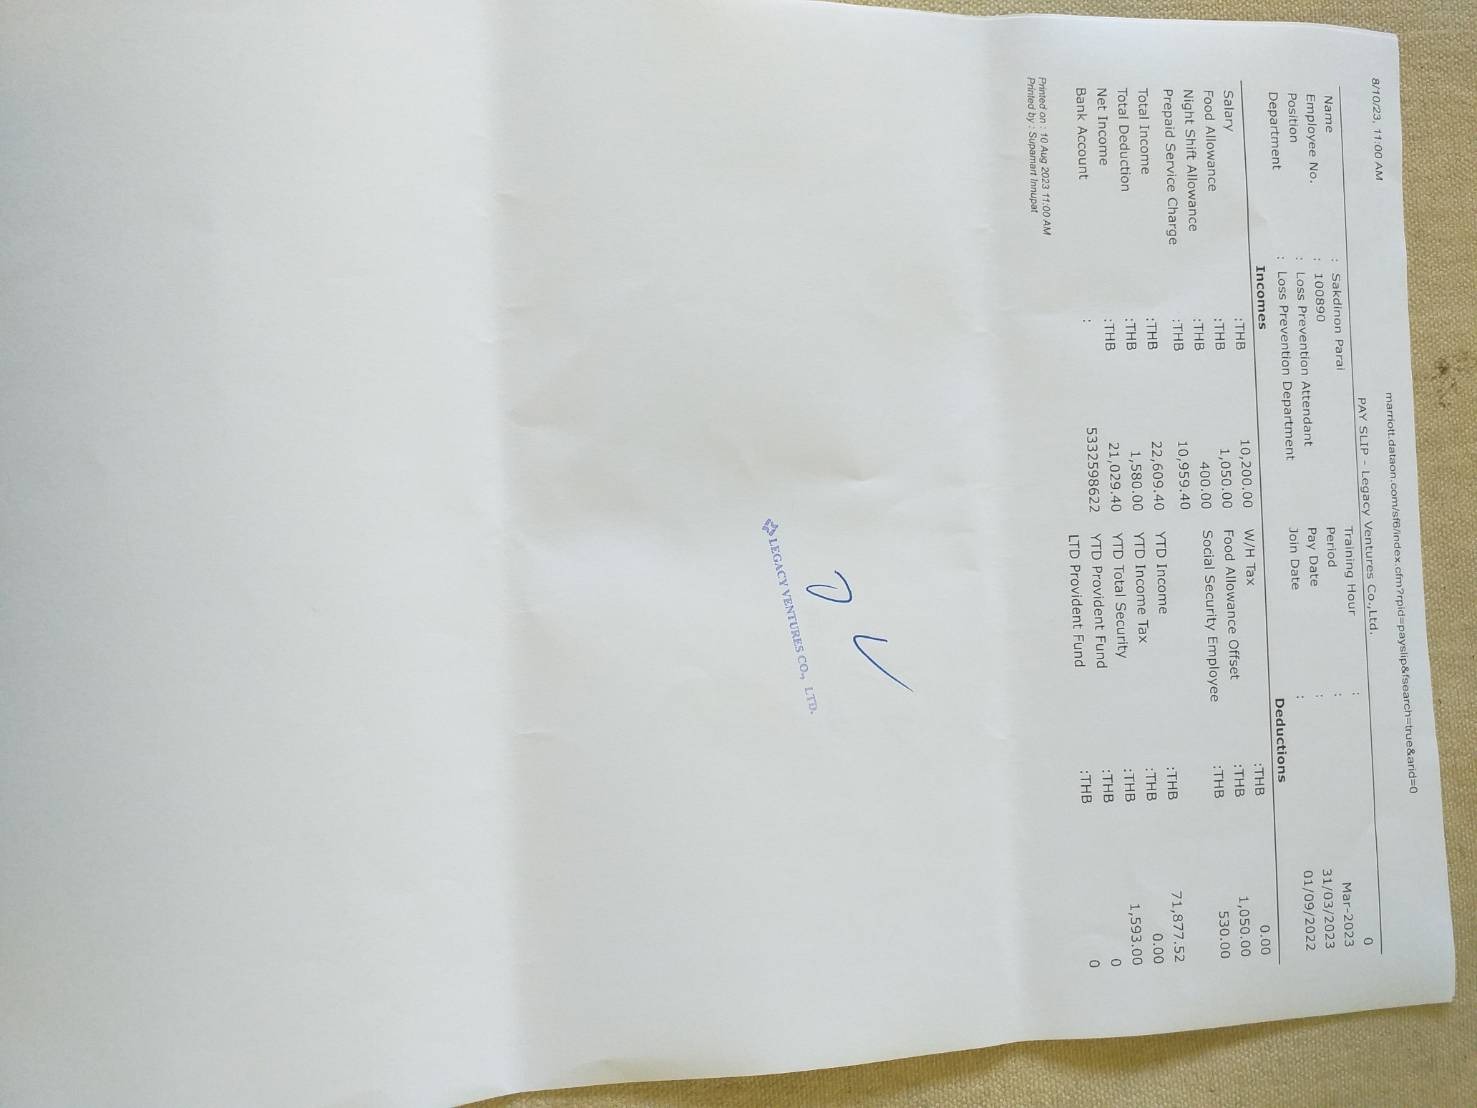 8/10/23, 11:00 AM marriott.dataon.com/sf6/index.cfm?rpid=payslip&fsearch=true&arid=0
PAY SLIP - Legacy Ventures Co.,Ltd.
Training Hour : 0
Name : Sakdinon Parai Period : Mar-2023
Employee No. : 100890 Pay Date : 31/03/2023
Position : Loss Prevention Attendant Join Date : 01/09/2022
Department : Loss Prevention Department
Incomes Deductions
Salary :THB 10,200.00 W/H Tax :THB 0.00
Food Allowance :THB 1,050.00 Food Allowance Offset :THB 1,050.00
Night Shift Allowance :THB 400.00 Social Security Employee :THB 530.00
Prepaid Service Charge :THB 10,959.40
Total Income :THB 22,609.40 YTD Income :THB 71,877.52
Total Deduction :THB 1,580.00 YTD Income Tax :THB 0.00
Net Income :THB 21,029.40 YTD Total Security :THB 1,593.00
Bank Account : 5332598622 YTD Provident Fund :THB 0
LTD Provident Fund :THB 0
Printed on : 10 Aug 2023 11:00 AM
Printed by : Supamart Innupat
LEGACY VENTURES CO., LTD.